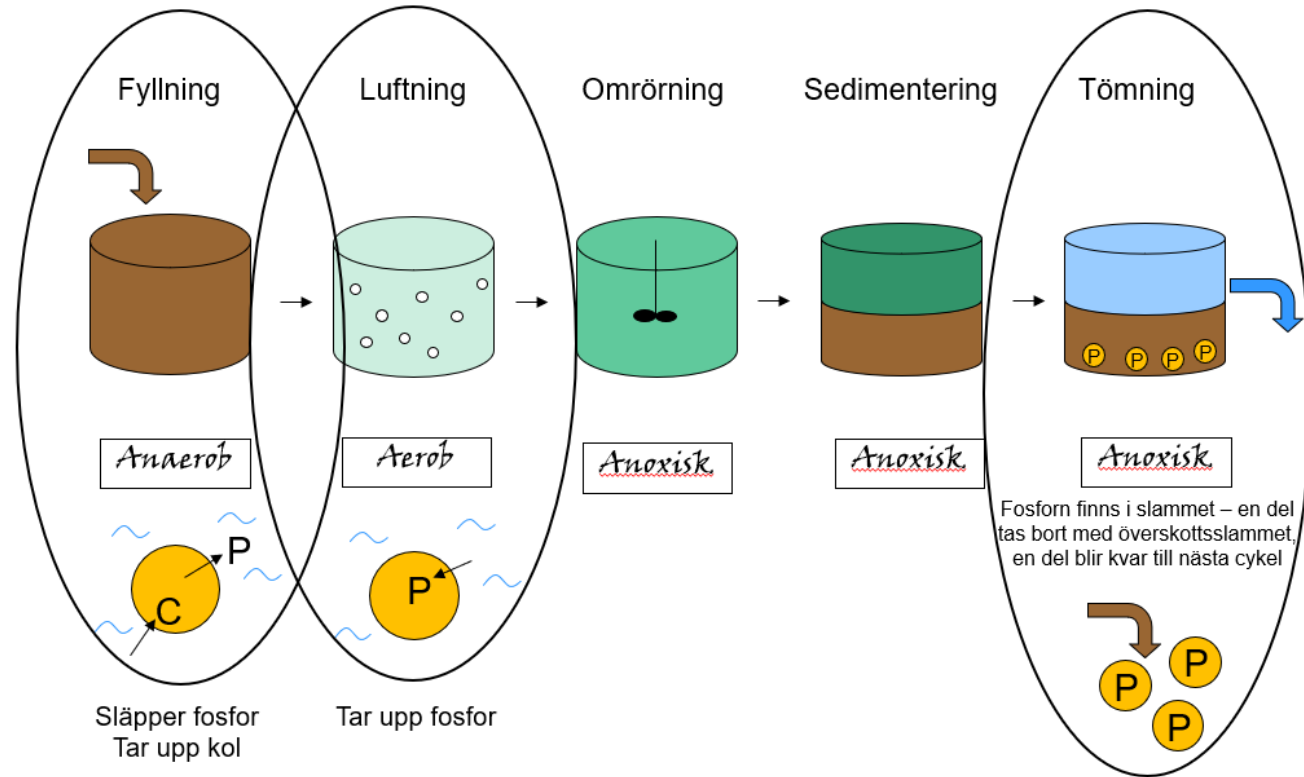 Fyllning
Luftning
Omrörning
Sedimentering
Tömning
P
P
P
P
Anaerob
Aerob
Anoxisk
Anoxisk
Anoxisk
Fosforn finns i slammet – en del
tas bort med överskottsslammet,
en del blir kvar till nästa cykel
P
C
P
P
P
P
Släpper fosfor
Tar upp kol
Tar upp fosfor